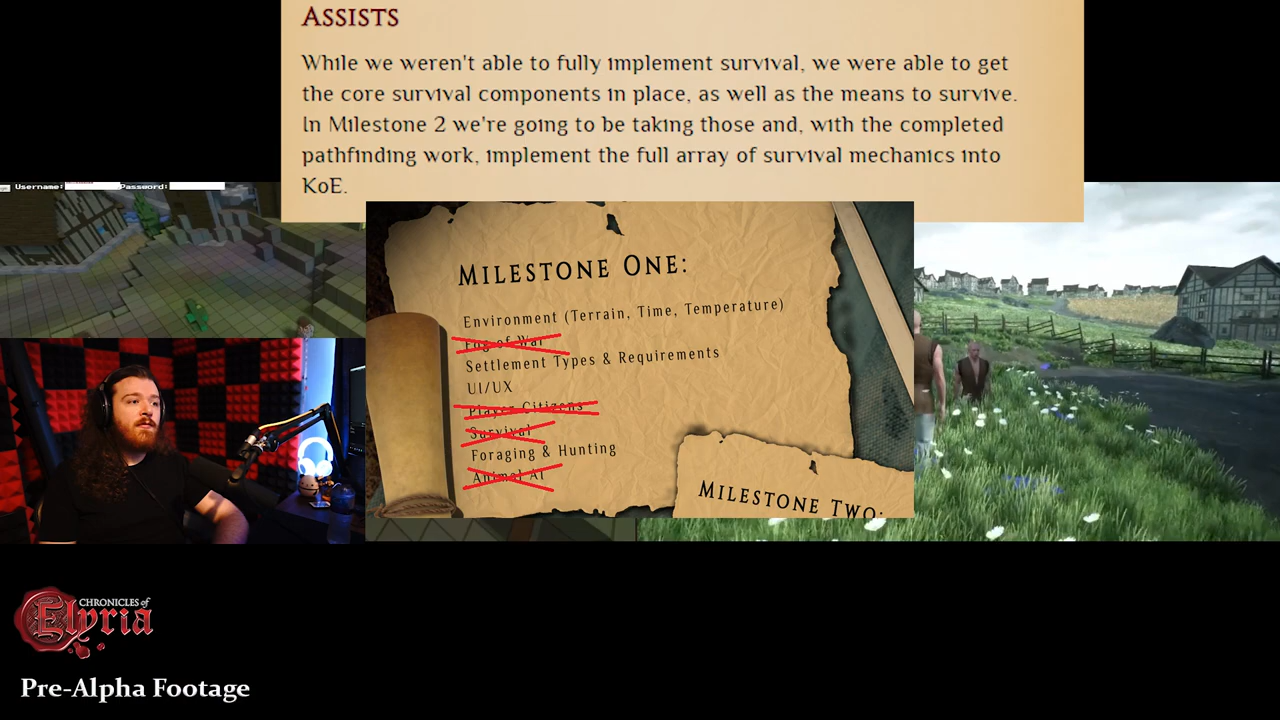 ASSISTS
While we weren't able to fully implement survival, we were able to get
the core survival components in place, as well as the means to survive.
In Milestone 2 we're going to be taking those and, with the completed
pathfinding work, implement the full array of survival mechanics into
KoE.
Username: Password:
MILESTONE ONE:
Environment (Terrain, Time, Temperature)
Fog of War
Settlement Types & Requirements
UI/UX
Player Citizens
Survival
Foraging & Hunting
Animal AI
MILESTONE TWO:
CHRONICLES of
Elyria
Pre-Alpha Footage